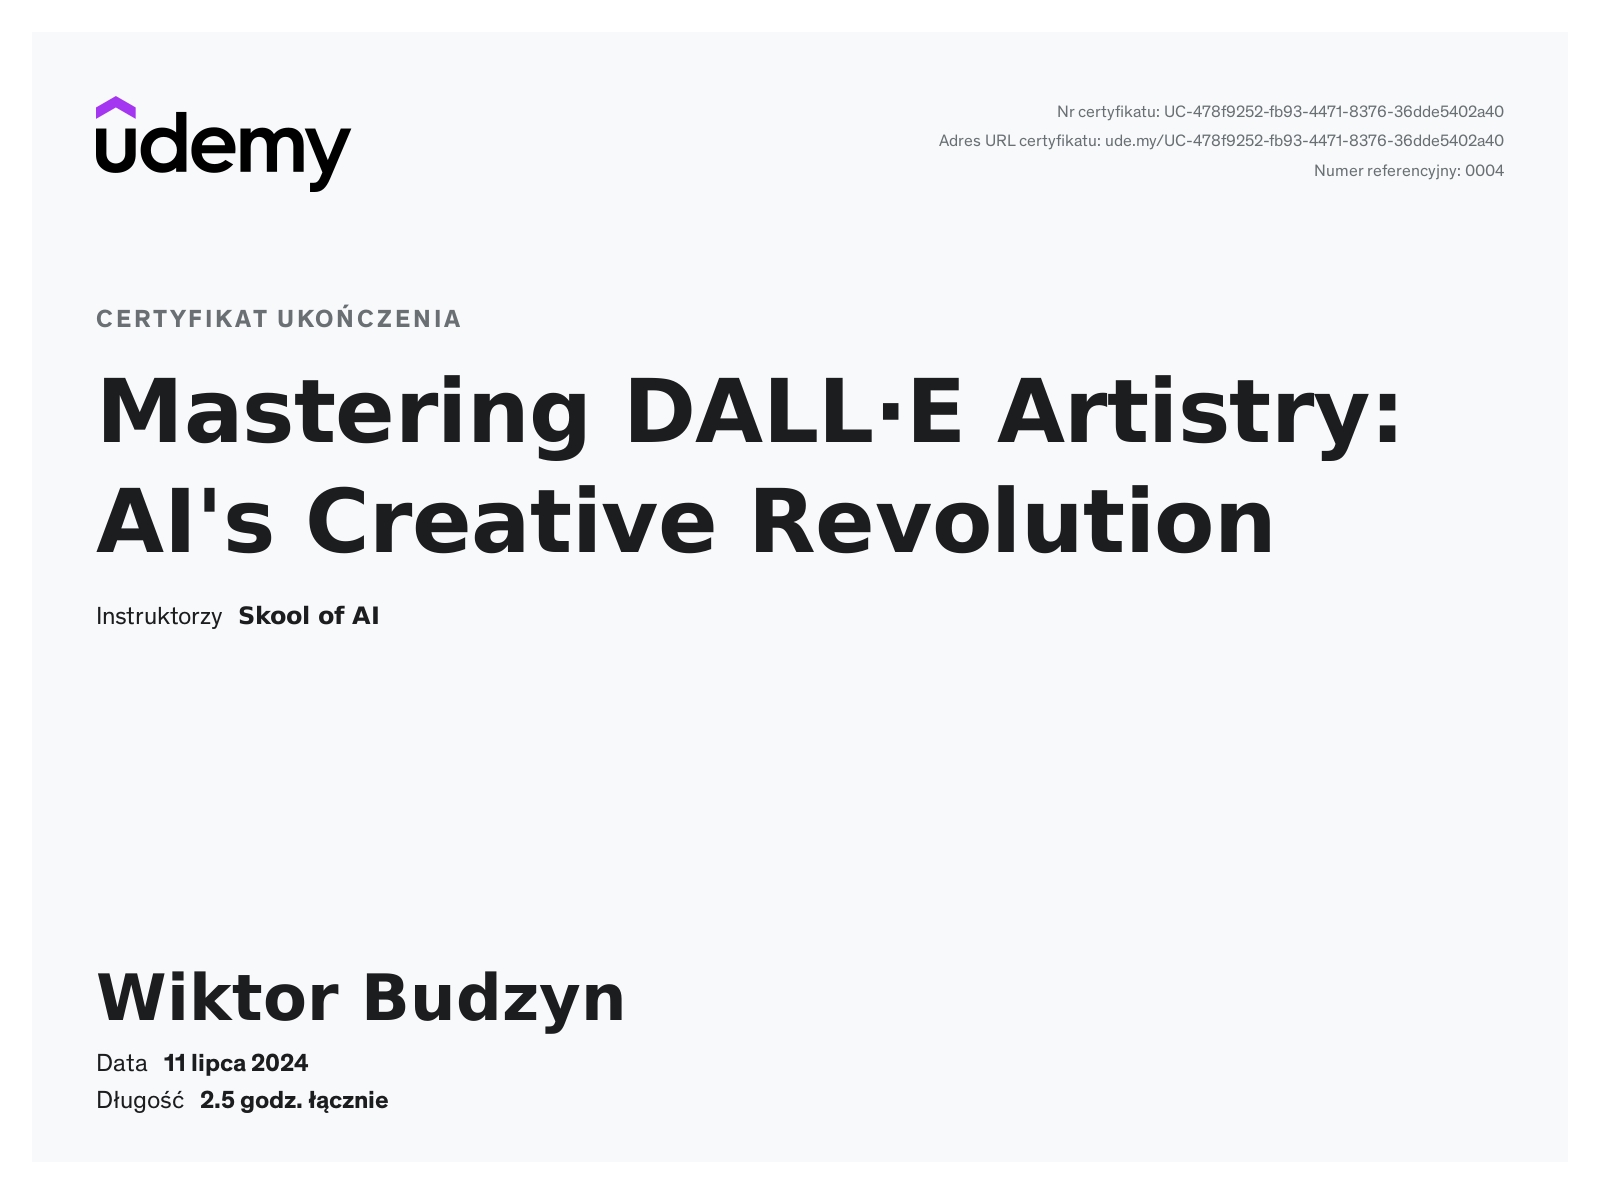 udemy
Nr certyfikatu: UC-478f9252-fb93-4471-8376-36dde5402a40
Adres URL certyfikatu: ude.my/UC-478f9252-fb93-4471-8376-36dde5402a40
Numer referencyjny: 0004
CERTYFIKAT UKOŃCZENIA
Mastering DALL·E Artistry:
AI's Creative Revolution
Instruktorzy Skool of AI
Wiktor Budzyn
Data 11 lipca 2024
Długość 2.5 godz. łącznie